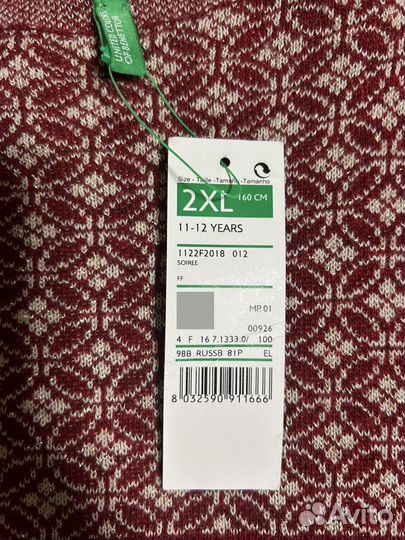 UNITED COLORS
OF BENETTON
Size - Taille - Tamaño - Tamanho
2XL 160 CM
11-12 YEARS
1122F2018 012
SOIREE
FF
MP. 01
00926
4 F 16 7.1333.0/ 100
98B RUSSB 81P EL
8 032590 911666
Avito